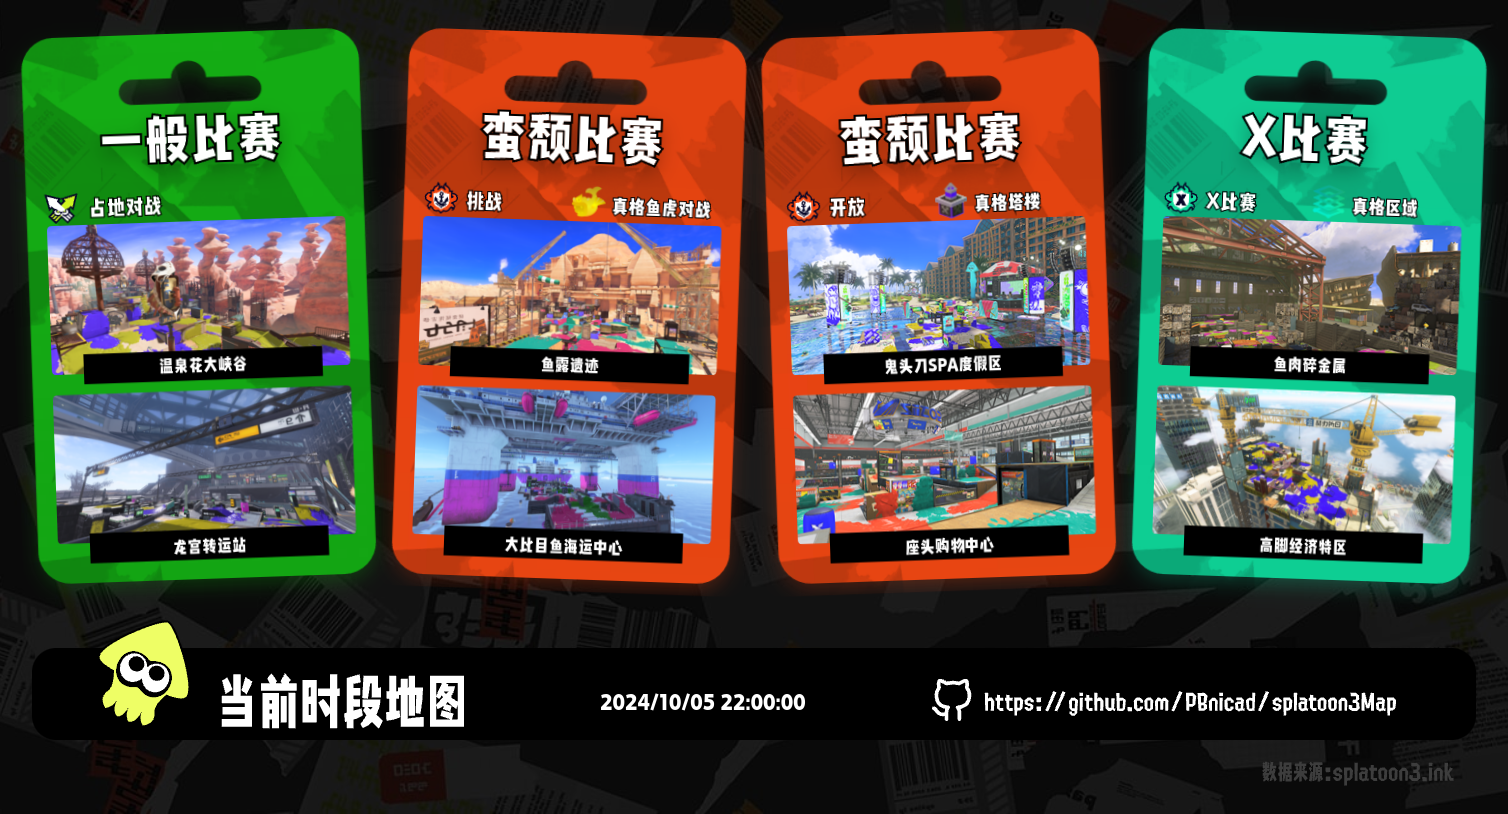 一般比赛
占地对战
温泉花大峡谷
龙宫转运站
蛮颓比赛
挑战
真格鱼虎对战
鱼露遗迹
大比目鱼海运中心
蛮颓比赛
开放
真格塔楼
鬼头刀SPA度假区
座头购物中心
X比赛
X比赛
真格区域
鱼肉碎金属
高脚经济特区
当前时段地图
2024/10/05 22:00:00
https://github.com/PBnicad/splatoon3Map
数据来源:splatoon3.ink